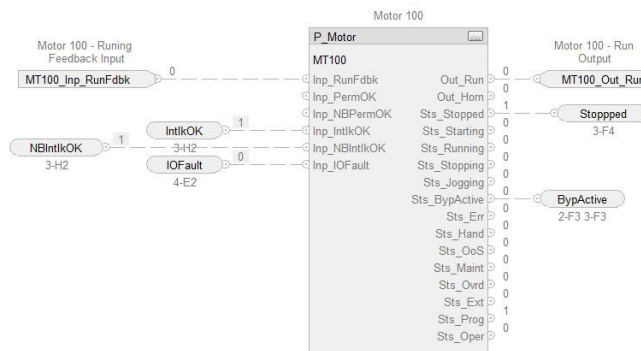 Motor 100
P_Motor
...
MT100
Motor 100 - Runing
Feedback Input
MT100_Inp_RunFdbk
0
Inp_RunFdbk
Inp_PermOK
Inp_NBPermOK
IntlkOK
1
3-H2
Inp_IntlkOK
NBIntlkOK
1
3-H2
Inp_NBIntlkOK
IOFault
0
4-E2
Inp_IOFault
Out_Run
0
Motor 100 - Run
Output
MT100_Out_Run
Out_Horn
0
Sts_Stopped
1
Stoppped
3-F4
Sts_Starting
0
Sts_Running
0
Sts_Stopping
0
Sts_Jogging
0
Sts_BypActive
0
BypActive
2-F3 3-F3
Sts_Err
0
Sts_Hand
0
Sts_OoS
0
Sts_Maint
0
Sts_Ovrd
0
Sts_Ext
0
Sts_Prog
1
Sts_Oper
0